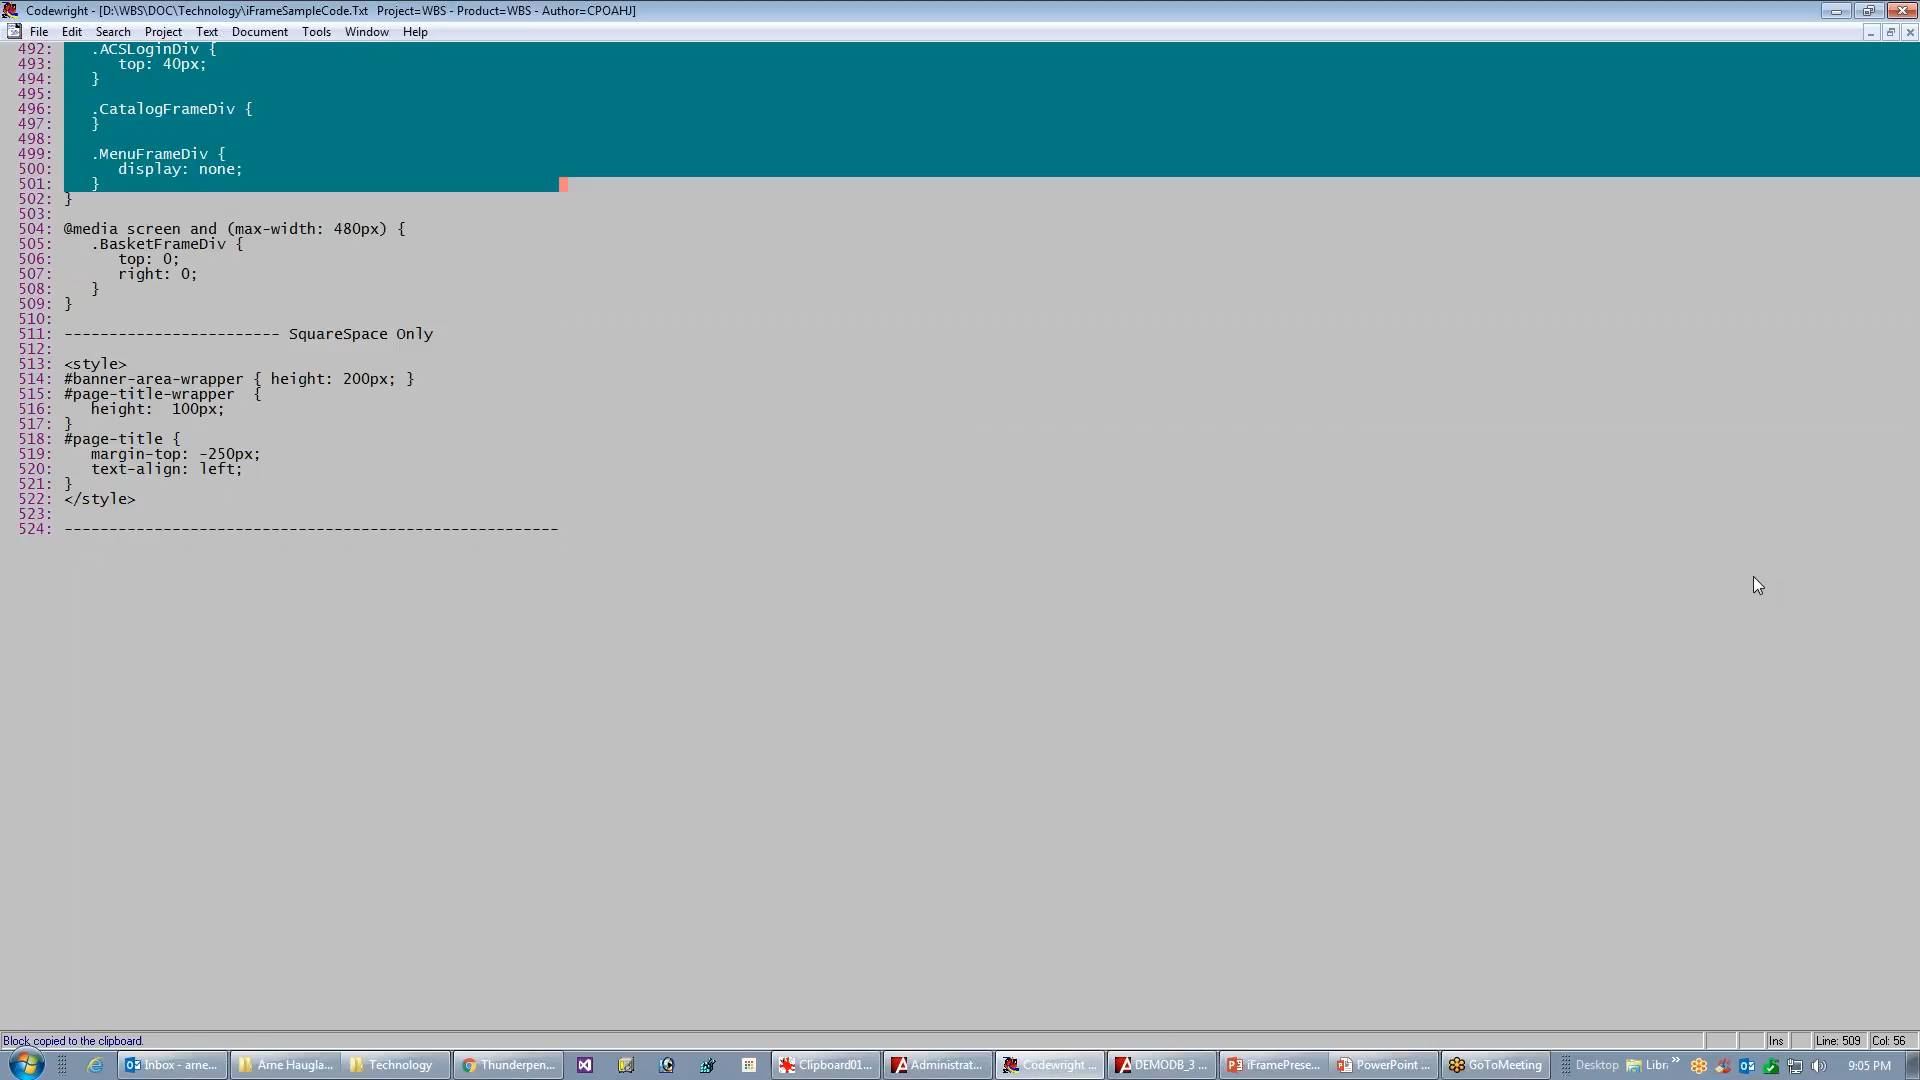 Codewright - [D:\WBS\DOC\Technology\iFrameSampleCode.Txt   Project=WBS - Product=WBS - Author=CPOAHJ]
File Edit Search Project Text Document Tools Window Help
492:    .ACSLoginDiv {
493:       top: 40px;
494:    }
495:
496:    .CatalogFrameDiv {
497:    }
498:
499:    .MenuFrameDiv {
500:       display: none;
501:    }
502: }
503:
504: @media screen and (max-width: 480px) {
505:    .BasketFrameDiv {
506:       top: 0;
507:       right: 0;
508:    }
509: }
510:
511: ------------------------ SquareSpace Only
512:
513: <style>
514: #banner-area-wrapper { height: 200px; }
515: #page-title-wrapper  {
516:    height:  100px;
517: }
518: #page-title {
519:    margin-top: -250px;
520:    text-align: left;
521: }
522: </style>
523:
524: -------------------------------------------------------
Block copied to the clipboard.
Ins Line: 509 Col: 56
Inbox - arne... Arne Haugla... Technology Thunderpen... Clipboard01... Administrat... Codewright ... DEMODB_3 ... iFramePrese... PowerPoint ... GoToMeeting Desktop Libr. » 9:05 PM